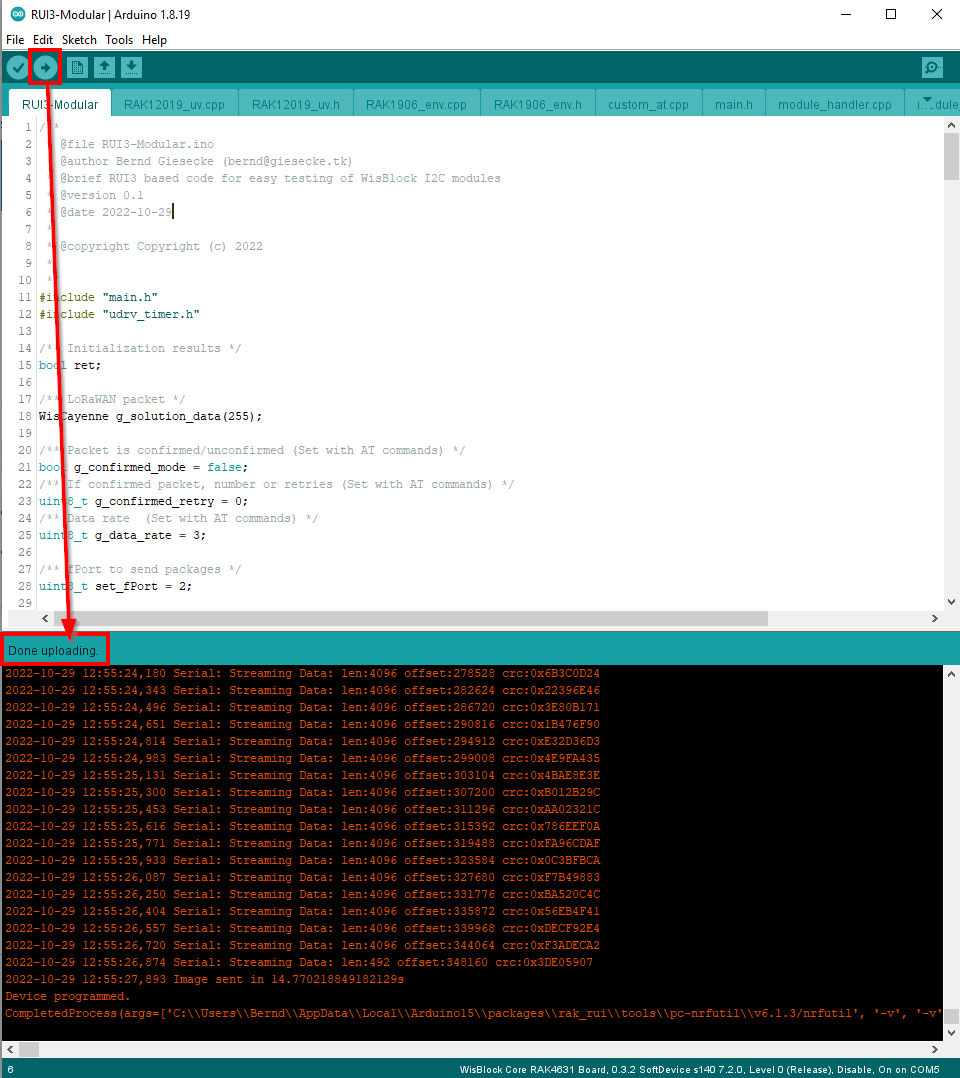 RUI3-Modular | Arduino 1.8.19
File Edit Sketch Tools Help
RUI3-Modular RAK12019_uv.cpp RAK12019_uv.h RAK1906_env.cpp RAK1906_env.h custom_at.cpp main.h module_handler.cpp
1 /**
2 * @file RUI3-Modular.ino
3 * @author Bernd Giesecke (bernd@giesecke.tk)
4 * @brief RUI3 based code for easy testing of WisBlock I2C modules
5 * @version 0.1
6 * @date 2022-10-29
7 *
8 * @copyright Copyright (c) 2022
9 *
10 */
11 #include "main.h"
12 #include "udrv_timer.h"
13
14 /** Initialization results */
15 bool ret;
16
17 /** LoRaWAN packet */
18 WisCayenne g_solution_data(255);
19
20 /** Packet is confirmed/unconfirmed (Set with AT commands) */
21 bool g_confirmed_mode = false;
22 /** If confirmed packet, number or retries (Set with AT commands) */
23 uint8_t g_confirmed_retry = 0;
24 /** Data rate  (Set with AT commands) */
25 uint8_t g_data_rate = 3;
26
27 /** fPort to send packages */
28 uint8_t set_fPort = 2;
29
Done uploading.
2022-10-29 12:55:24,180 Serial: Streaming Data: len:4096 offset:278528 crc:0x6B3C0D24
2022-10-29 12:55:24,343 Serial: Streaming Data: len:4096 offset:282624 crc:0x22396E46
2022-10-29 12:55:24,496 Serial: Streaming Data: len:4096 offset:286720 crc:0x3E80B171
2022-10-29 12:55:24,651 Serial: Streaming Data: len:4096 offset:290816 crc:0x1B476F90
2022-10-29 12:55:24,814 Serial: Streaming Data: len:4096 offset:294912 crc:0xE32D36D3
2022-10-29 12:55:24,983 Serial: Streaming Data: len:4096 offset:299008 crc:0x4E9FA435
2022-10-29 12:55:25,131 Serial: Streaming Data: len:4096 offset:303104 crc:0x4BAE8E3E
2022-10-29 12:55:25,300 Serial: Streaming Data: len:4096 offset:307200 crc:0xB012B29C
2022-10-29 12:55:25,453 Serial: Streaming Data: len:4096 offset:311296 crc:0xAA02321C
2022-10-29 12:55:25,616 Serial: Streaming Data: len:4096 offset:315392 crc:0x786EEF0A
2022-10-29 12:55:25,771 Serial: Streaming Data: len:4096 offset:319488 crc:0xFA96CDAF
2022-10-29 12:55:25,933 Serial: Streaming Data: len:4096 offset:323584 crc:0x0C3BFBCA
2022-10-29 12:55:26,087 Serial: Streaming Data: len:4096 offset:327680 crc:0xF7B49883
2022-10-29 12:55:26,250 Serial: Streaming Data: len:4096 offset:331776 crc:0xBA520C4C
2022-10-29 12:55:26,404 Serial: Streaming Data: len:4096 offset:335872 crc:0x56EB4F41
2022-10-29 12:55:26,557 Serial: Streaming Data: len:4096 offset:339968 crc:0xDECF92E4
2022-10-29 12:55:26,720 Serial: Streaming Data: len:4096 offset:344064 crc:0xF3ADECA2
2022-10-29 12:55:26,874 Serial: Streaming Data: len:492 offset:348160 crc:0x3DE05907
2022-10-29 12:55:27,893 Image sent in 14.770218849182129s
Device programmed.
CompletedProcess(args=['C:\\Users\\Bernd\\AppData\\Local\\Arduino15\\packages\\rak_rui\\tools\\pc-nrfutil\\v6.1.3/nrfutil', '-v', '-v'
6 WisBlock Core RAK4631 Board, 0.3.2 SoftDevice s140 7.2.0, Level 0 (Release), Disable, On on COM5